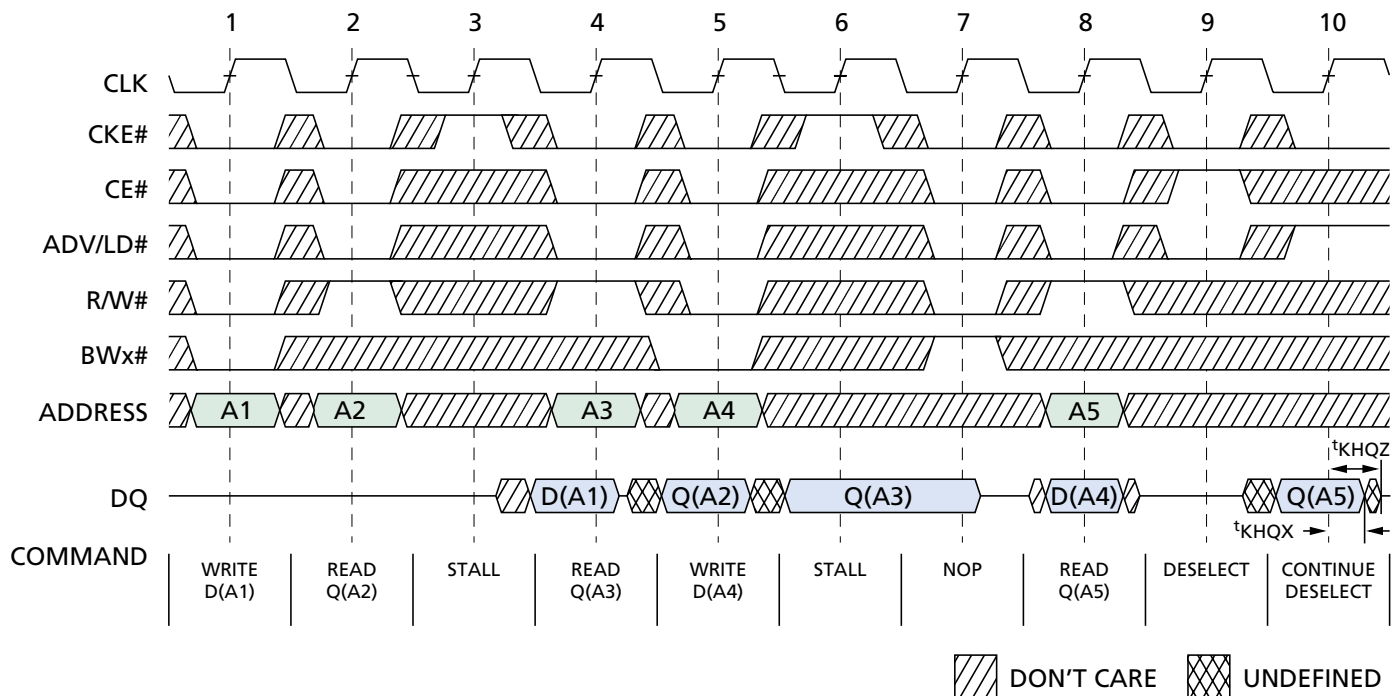 1 2 3 4 5 6 7 8 9 10
CLK
CKE#
CE#
ADV/LD#
R/W#
BWx#
ADDRESS A1 A2 A3 A4 A5
tKHQZ
DQ D(A1) Q(A2) Q(A3) D(A4) Q(A5)
tKHQX
COMMAND
WRITE READ STALL READ WRITE STALL NOP READ DESELECT CONTINUE
D(A1) Q(A2) Q(A3) D(A4) Q(A5) DESELECT
DON'T CARE UNDEFINED